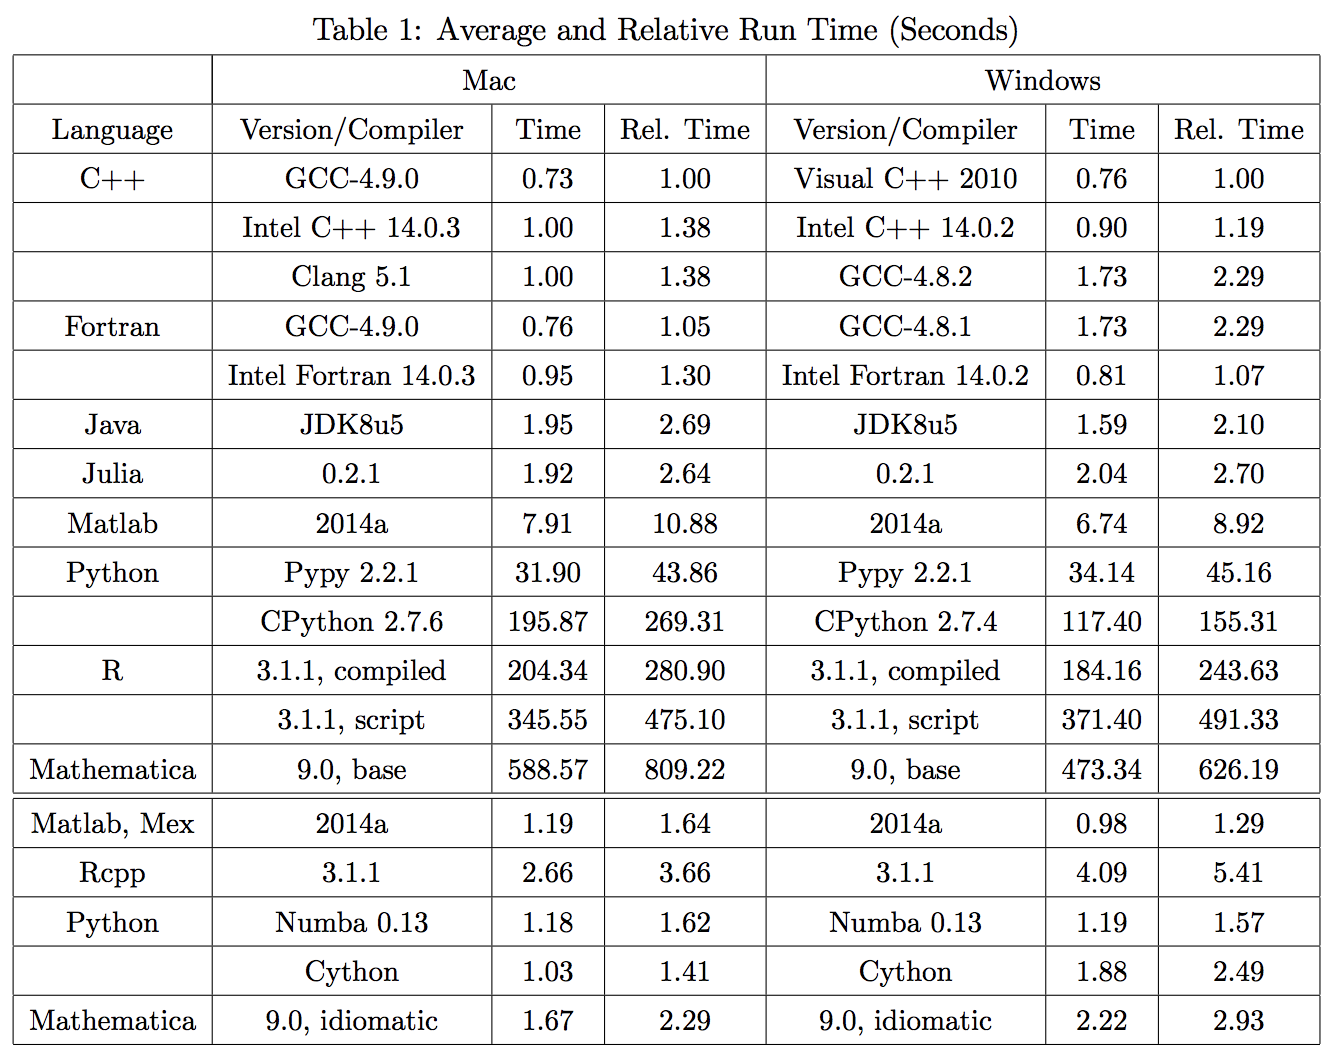 Table 1: Average and Relative Run Time (Seconds)
Mac Windows
Language Version/Compiler Time Rel. Time Version/Compiler Time Rel. Time
C++ GCC-4.9.0 0.73 1.00 Visual C++ 2010 0.76 1.00
Intel C++ 14.0.3 1.00 1.38 Intel C++ 14.0.2 0.90 1.19
Clang 5.1 1.00 1.38 GCC-4.8.2 1.73 2.29
Fortran GCC-4.9.0 0.76 1.05 GCC-4.8.1 1.73 2.29
Intel Fortran 14.0.3 0.95 1.30 Intel Fortran 14.0.2 0.81 1.07
Java JDK8u5 1.95 2.69 JDK8u5 1.59 2.10
Julia 0.2.1 1.92 2.64 0.2.1 2.04 2.70
Matlab 2014a 7.91 10.88 2014a 6.74 8.92
Python Pypy 2.2.1 31.90 43.86 Pypy 2.2.1 34.14 45.16
CPython 2.7.6 195.87 269.31 CPython 2.7.4 117.40 155.31
R 3.1.1, compiled 204.34 280.90 3.1.1, compiled 184.16 243.63
3.1.1, script 345.55 475.10 3.1.1, script 371.40 491.33
Mathematica 9.0, base 588.57 809.22 9.0, base 473.34 626.19
Matlab, Mex 2014a 1.19 1.64 2014a 0.98 1.29
Rcpp 3.1.1 2.66 3.66 3.1.1 4.09 5.41
Python Numba 0.13 1.18 1.62 Numba 0.13 1.19 1.57
Cython 1.03 1.41 Cython 1.88 2.49
Mathematica 9.0, idiomatic 1.67 2.29 9.0, idiomatic 2.22 2.93